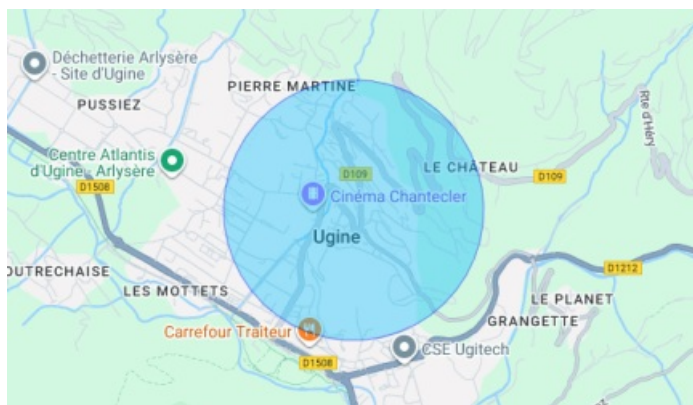 Déchetterie Arlysère
- Site d'Ugine
PIERRE MARTINE
PUSSIEZ
Rte d'Héry
Centre Atlantis
d'Ugine - Arlysère
D1508
D109
LE CHÂTEAU
D109
Cinéma Chantecler
Ugine
OUTRECHAISE
LES MOTTETS
D1212
LE PLANET
GRANGETTE
Carrefour Traiteur
CSE Ugitech
D1508